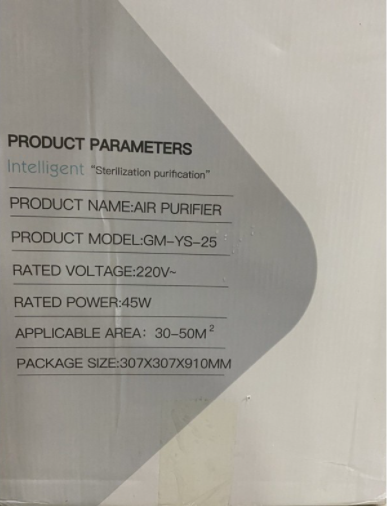 PRODUCT PARAMETERS
Intelligent "Sterilization purification"
PRODUCT NAME:AIR PURIFIER
PRODUCT MODEL:GM-YS-25
RATED VOLTAGE:220V~
RATED POWER:45W
APPLICABLE AREA: 30-50M²
PACKAGE SIZE:307X307X910MM